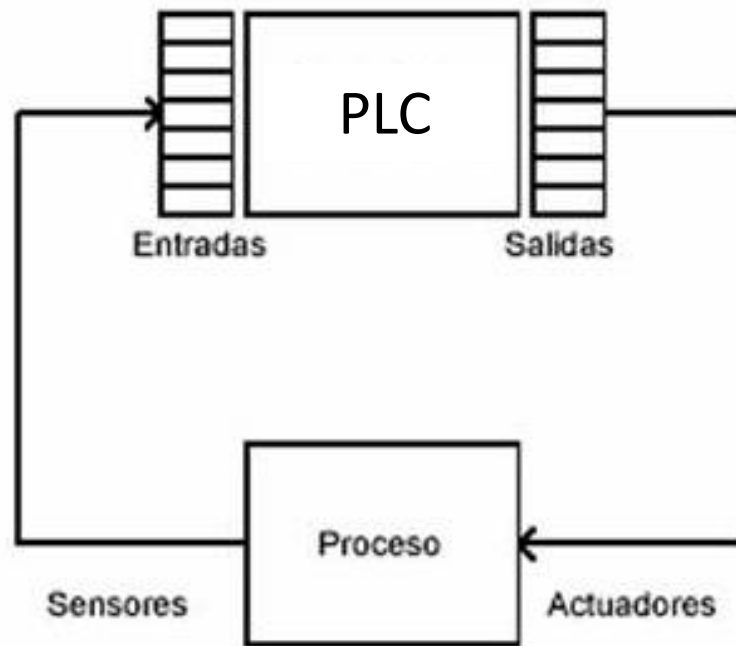 PLC
Entradas
Salidas
Proceso
Sensores
Actuadores